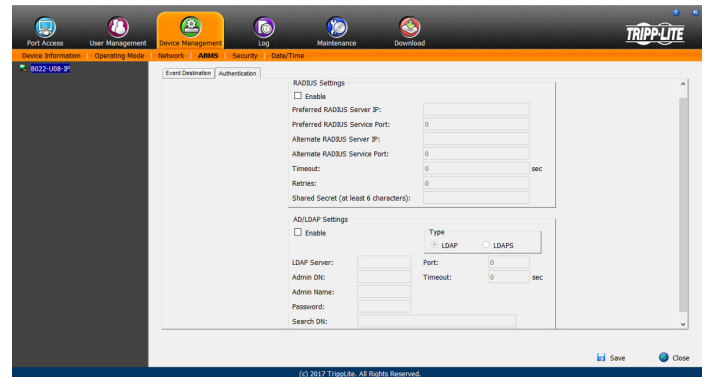 Port Access User Management Device Management Log Maintenance Download
TRIPP-LITE
Device Information Operating Mode Network ANMS Security Date/Time
B022-U08-IP
Event Destination Authentication
RADIUS Settings
Enable
Preferred RADIUS Server IP:
Preferred RADIUS Service Port: 0
Alternate RADIUS Server IP:
Alternate RADIUS Service Port: 0
Timeout: 0 sec
Retries: 0
Shared Secret (at least 6 characters):
AD/LDAP Settings
Enable
Type
LDAP LDAPS
LDAP Server: Port: 0
Admin DN: Timeout: 0 sec
Admin Name:
Password:
Search DN:
Save Close
(c) 2017 TrippLite. All Rights Reserved.